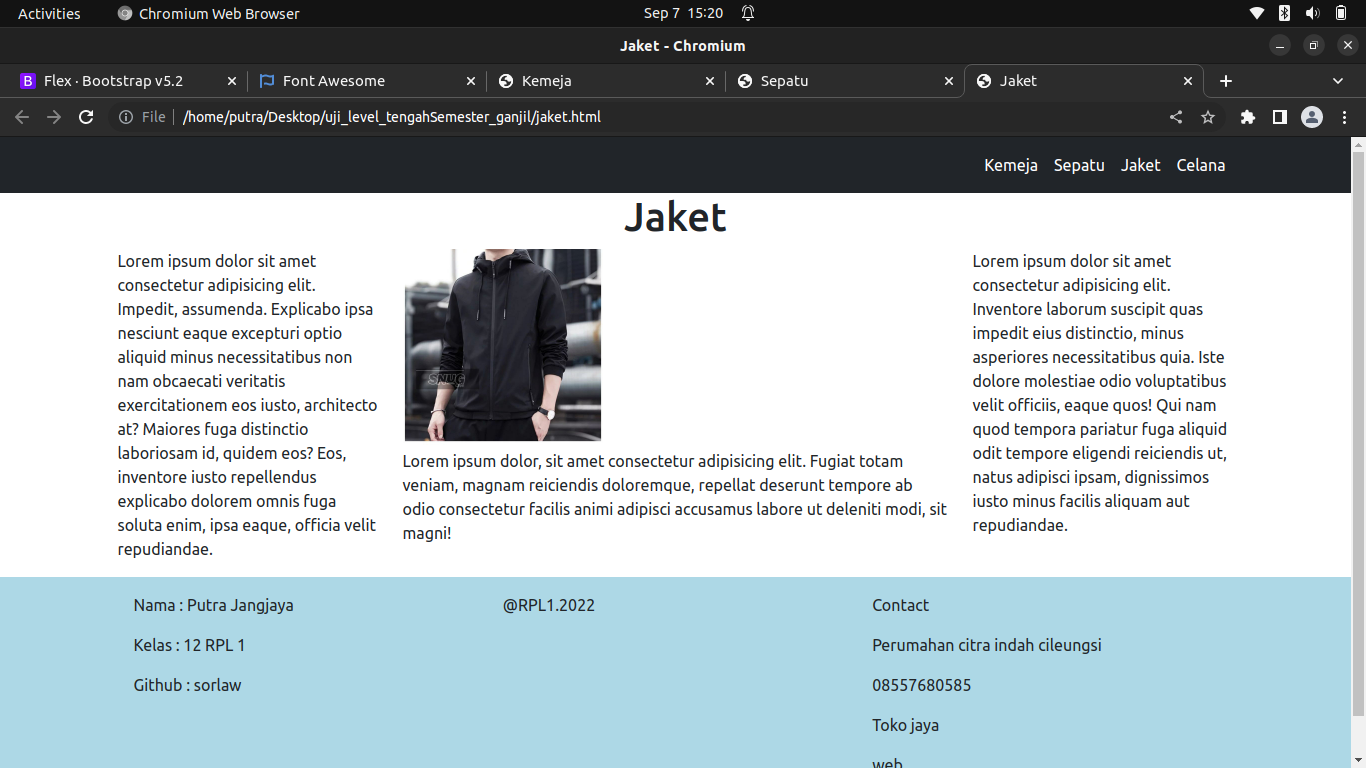 Activities
Chromium Web Browser
Sep 7 15:20
Jaket - Chromium
Flex · Bootstrap v5.2
Font Awesome
Kemeja
Sepatu
Jaket
File
/home/putra/Desktop/uji_level_tengahSemester_ganjil/jaket.html
Kemeja Sepatu Jaket Celana
Jaket
Lorem ipsum dolor sit amet
consectetur adipisicing elit.
Impedit, assumenda. Explicabo ipsa
nesciunt eaque excepturi optio
aliquid minus necessitatibus non
nam obcaecati veritatis
exercitationem eos iusto, architecto
at? Maiores fuga distinctio
laboriosam id, quidem eos? Eos,
inventore iusto repellendus
explicabo dolorem omnis fuga
soluta enim, ipsa eaque, officia velit
repudiandae.
SNUG
Lorem ipsum dolor, sit amet consectetur adipisicing elit. Fugiat totam
veniam, magnam reiciendis doloremque, repellat deserunt tempore ab
odio consectetur facilis animi adipisci accusamus labore ut deleniti modi, sit
magni!
Lorem ipsum dolor sit amet
consectetur adipisicing elit.
Inventore laborum suscipit quas
impedit eius distinctio, minus
asperiores necessitatibus quia. Iste
dolore molestiae odio voluptatibus
velit officiis, eaque quos! Qui nam
quod tempora pariatur fuga aliquid
odit tempore eligendi reiciendis ut,
natus adipisci ipsam, dignissimos
iusto minus facilis aliquam aut
repudiandae.
Nama : Putra Jangjaya
Kelas : 12 RPL 1
Github : sorlaw
@RPL1.2022
Contact
Perumahan citra indah cileungsi
08557680585
Toko jaya
web